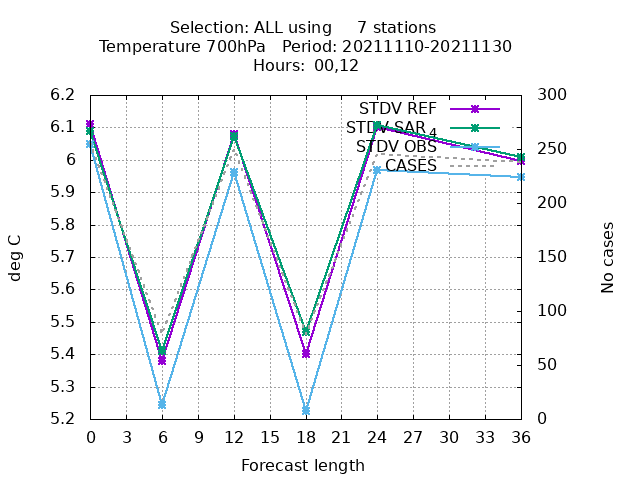 Selection: ALL using 7 stations
Temperature 700hPa Period: 20211110-20211130
Hours: 00,12
6.2
6.1
6
5.9
5.8
5.7
5.6
5.5
5.4
5.3
5.2
deg C
STDV REF
STDV SAR4
STDV OBS
CASES
300
250
200
150
100
50
0
No cases
0 3 6 9 12 15 18 21 24 27 30 33 36
Forecast length